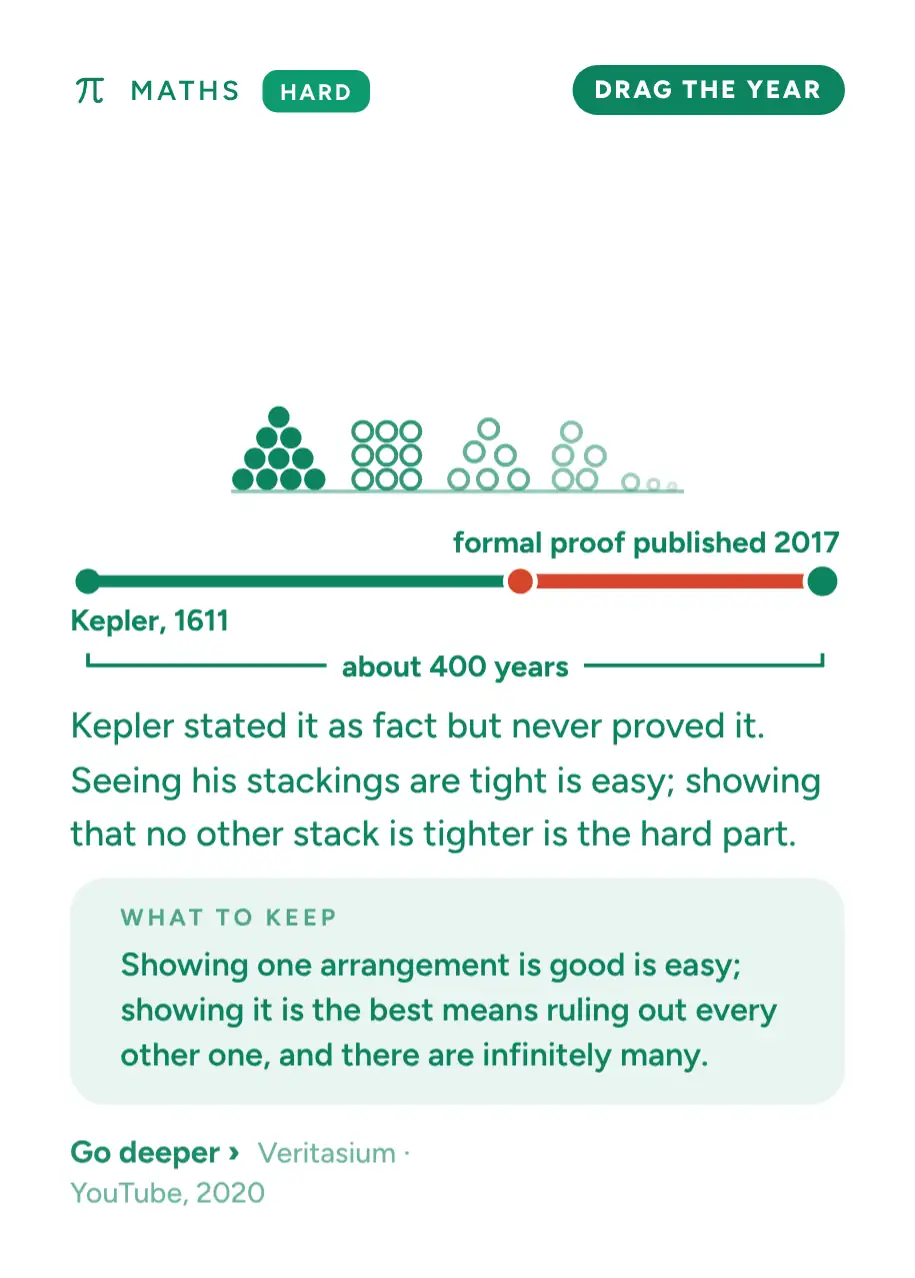 π MATHS HARD DRAG THE YEAR
formal proof published 2017
Kepler, 1611
about 400 years
Kepler stated it as fact but never proved it.
Seeing his stackings are tight is easy; showing
that no other stack is tighter is the hard part.
WHAT TO KEEP
Showing one arrangement is good is easy;
showing it is the best means ruling out every
other one, and there are infinitely many.
Go deeper › Veritasium ·
YouTube, 2020